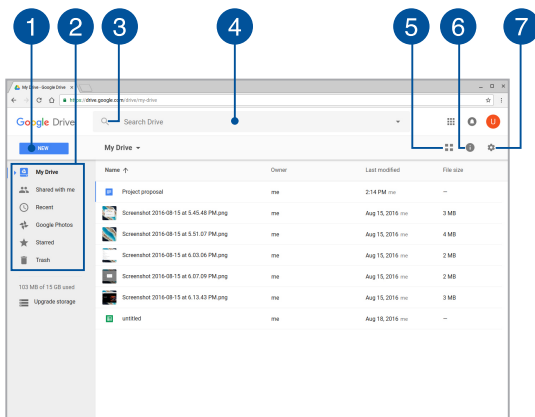 1 2 3 4 5 6 7
My Drive - Google Drive
https://drive.google.com/drive/my-drive
Google Drive Search Drive U
NEW My Drive
Name Owner Last modified File size
My Drive
Shared with me
Recent
Google Photos
Starred
Trash
103 MB of 15 GB used
Upgrade storage
Project proposal me 2:14 PM me –
Screenshot 2016-08-15 at 5.45.48 PM.png me Aug 15, 2016 me 3 MB
Screenshot 2016-08-15 at 5.51.07 PM.png me Aug 15, 2016 me 4 MB
Screenshot 2016-08-15 at 6.03.06 PM.png me Aug 15, 2016 me 2 MB
Screenshot 2016-08-15 at 6.07.09 PM.png me Aug 15, 2016 me 2 MB
Screenshot 2016-08-15 at 6.13.43 PM.png me Aug 15, 2016 me 3 MB
untitled me Aug 18, 2016 me –